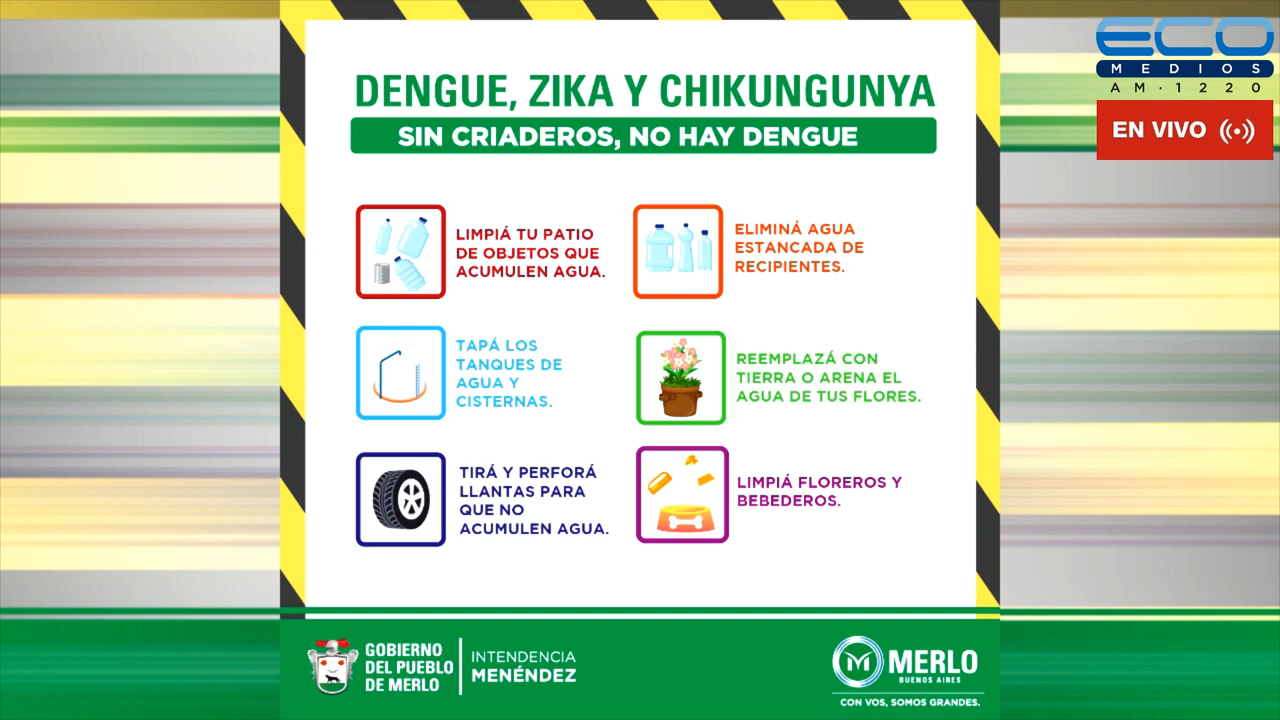 DENGUE, ZIKA Y CHIKUNGUNYA
SIN CRIADEROS, NO HAY DENGUE
LIMPIÁ TU PATIO
DE OBJETOS QUE
ACUMULEN AGUA.
ELIMINÁ AGUA
ESTANCADA DE
RECIPIENTES.
TAPÁ LOS
TANQUES DE
AGUA Y
CISTERNAS.
REEMPLAZÁ CON
TIERRA O ARENA EL
AGUA DE TUS FLORES.
TIRÁ Y PERFORÁ
LLANTAS PARA
QUE NO
ACUMULEN AGUA.
LIMPIÁ FLOREROS Y
BEBEDEROS.
GOBIERNO
DEL PUEBLO
DE MERLO
INTENDENCIA
MENÉNDEZ
MERLO
BUENOS AIRES
CON VOS, SOMOS GRANDES.
ECO
MEDIOS
AM·1220
EN VIVO